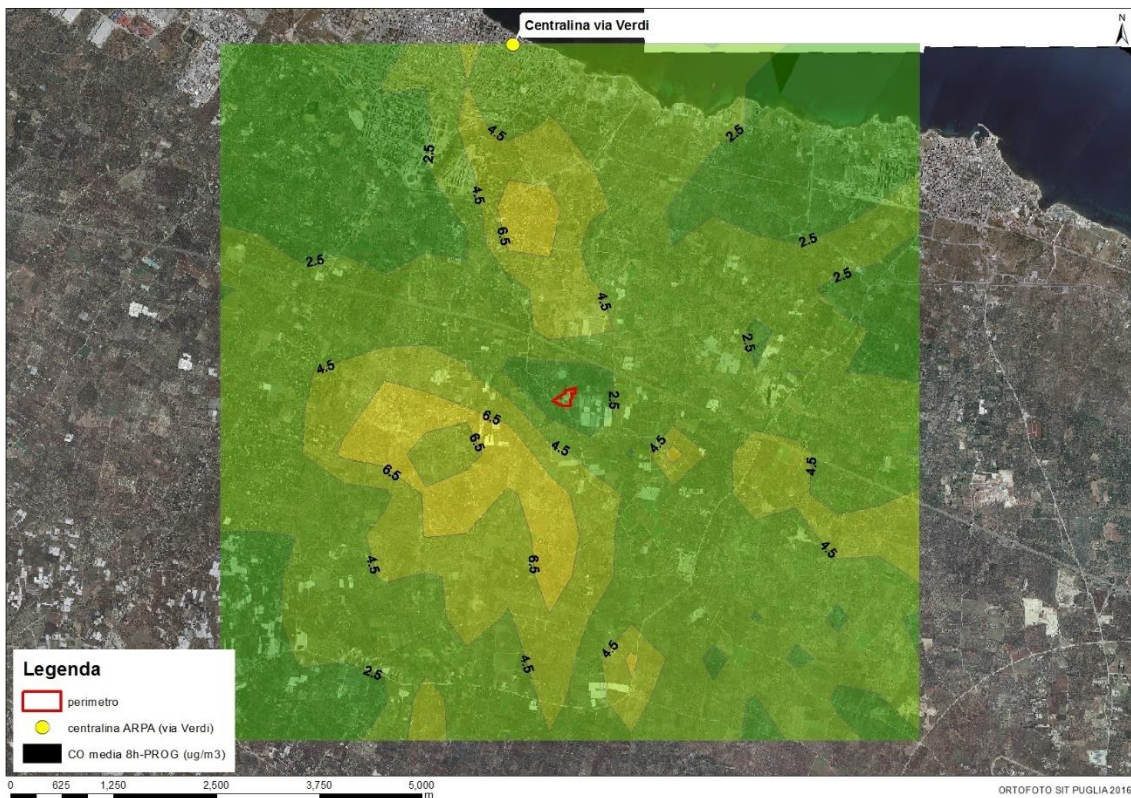 Centralina via Verdi
N
4.5
2.5
2.5
4.5
6.5
2.5
2.5
2.5
4.5
2.5
4.5
2.5
6.5
4.5
6.5
4.5
4.5
6.5
4.5
4.5
6.5
4.5
4.5
2.5
Legenda
perimetro
centralina ARPA (via Verdi)
CO media 8h-PROG (ug/m3)
0 625 1,250 2,500 3,750 5,000
m
ORTOFOTO SIT PUGLIA 2016